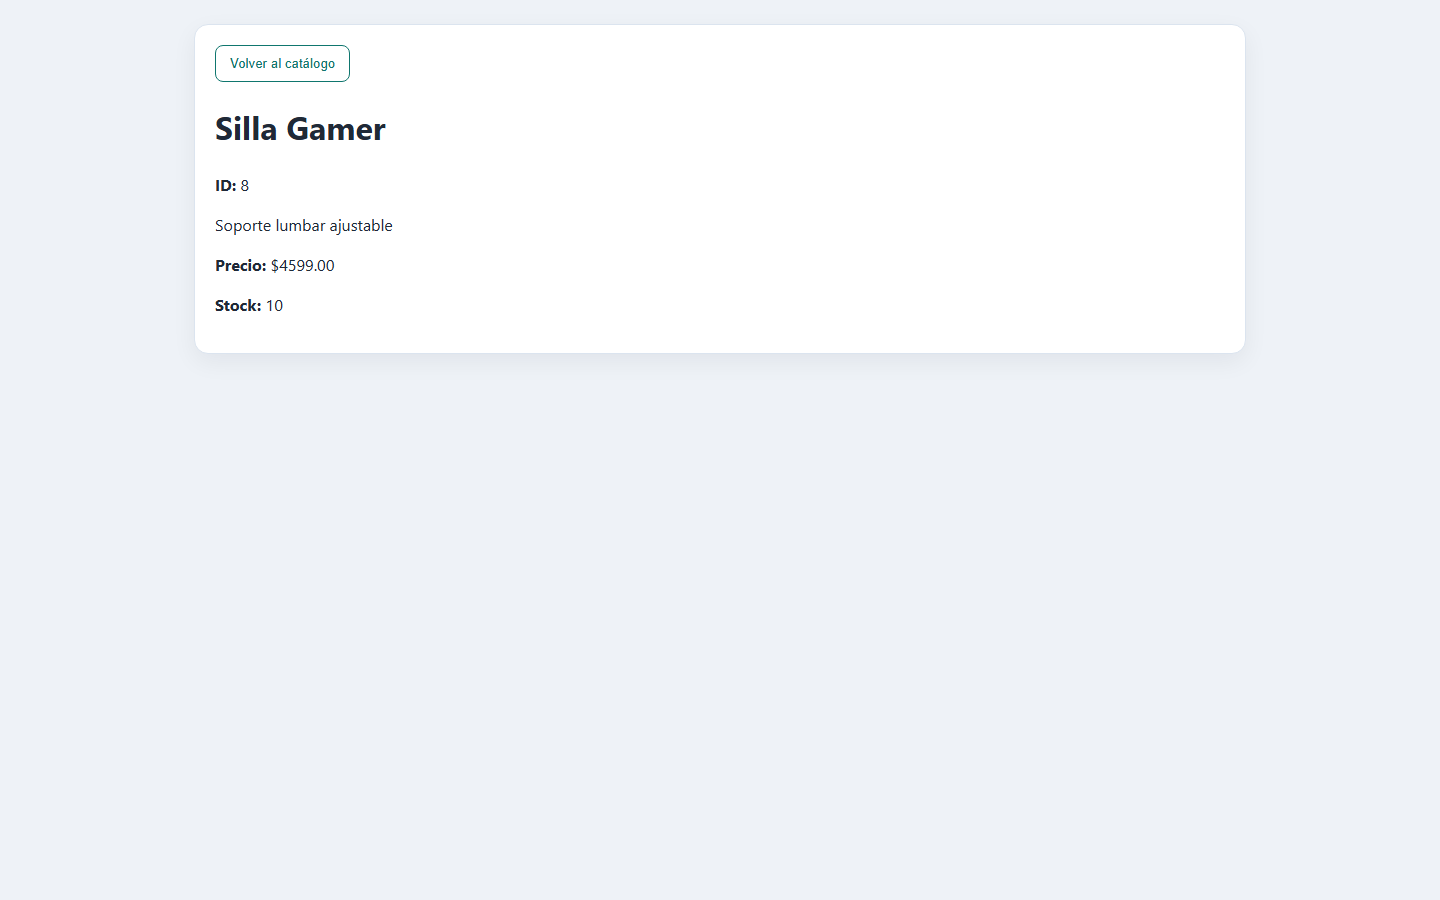 Volver al catálogo
Silla Gamer
ID: 8
Soporte lumbar ajustable
Precio: $4599.00
Stock: 10